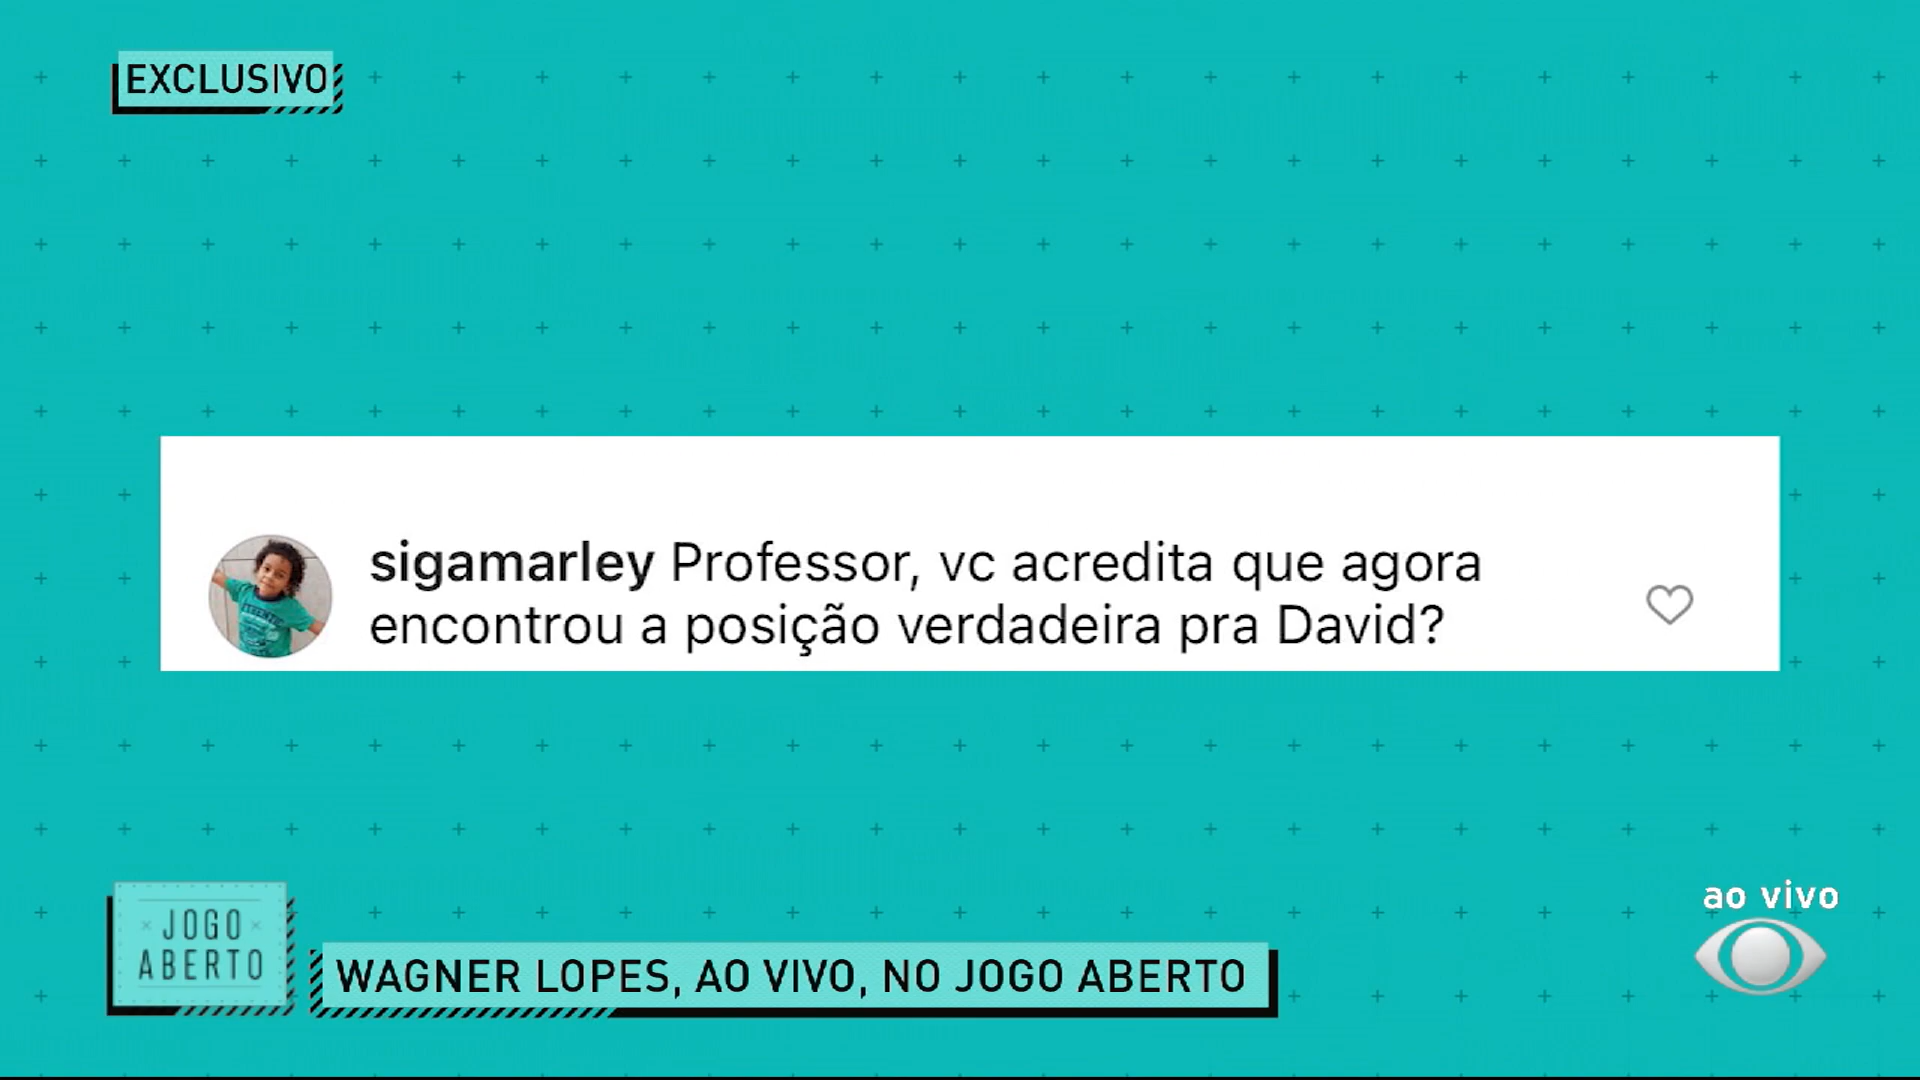 EXCLUSIVO
sigamarley Professor, vc acredita que agora
encontrou a posição verdadeira pra David?
JOGO
ABERTO
WAGNER LOPES, AO VIVO, NO JOGO ABERTO
ao vivo